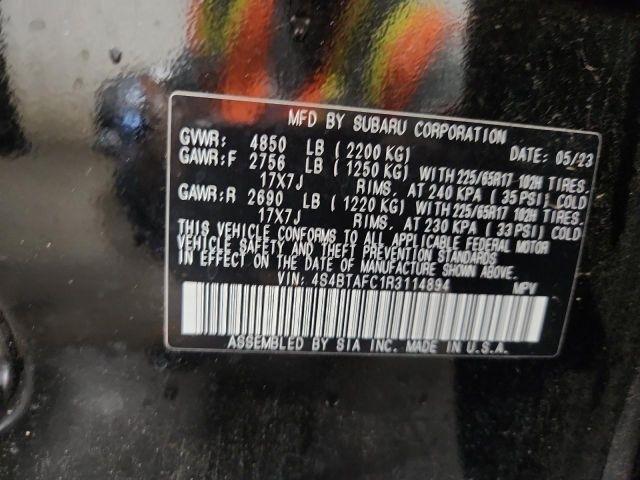 MFD BY SUBARU CORPORATION
GVWR: 4850 LB ( 2200 KG) DATE: 05/23
GAWR:F 2756 LB ( 1250 KG) WITH 225/65R17 102H TIRES,
17X7J RIMS, AT 240 KPA ( 35 PSI) COLD
GAWR:R 2690 LB ( 1220 KG) WITH 225/65R17 102H TIRES,
17X7J RIMS, AT 230 KPA ( 33 PSI) COLD
THIS VEHICLE CONFORMS TO ALL APPLICABLE FEDERAL MOTOR
VEHICLE SAFETY AND THEFT PREVENTION STANDARDS
IN EFFECT ON THE DATE OF MANUFACTURE SHOWN ABOVE.
VIN: 4S4BTAFC1R3114894 MPV
ASSEMBLED BY SIA INC. MADE IN U.S.A.